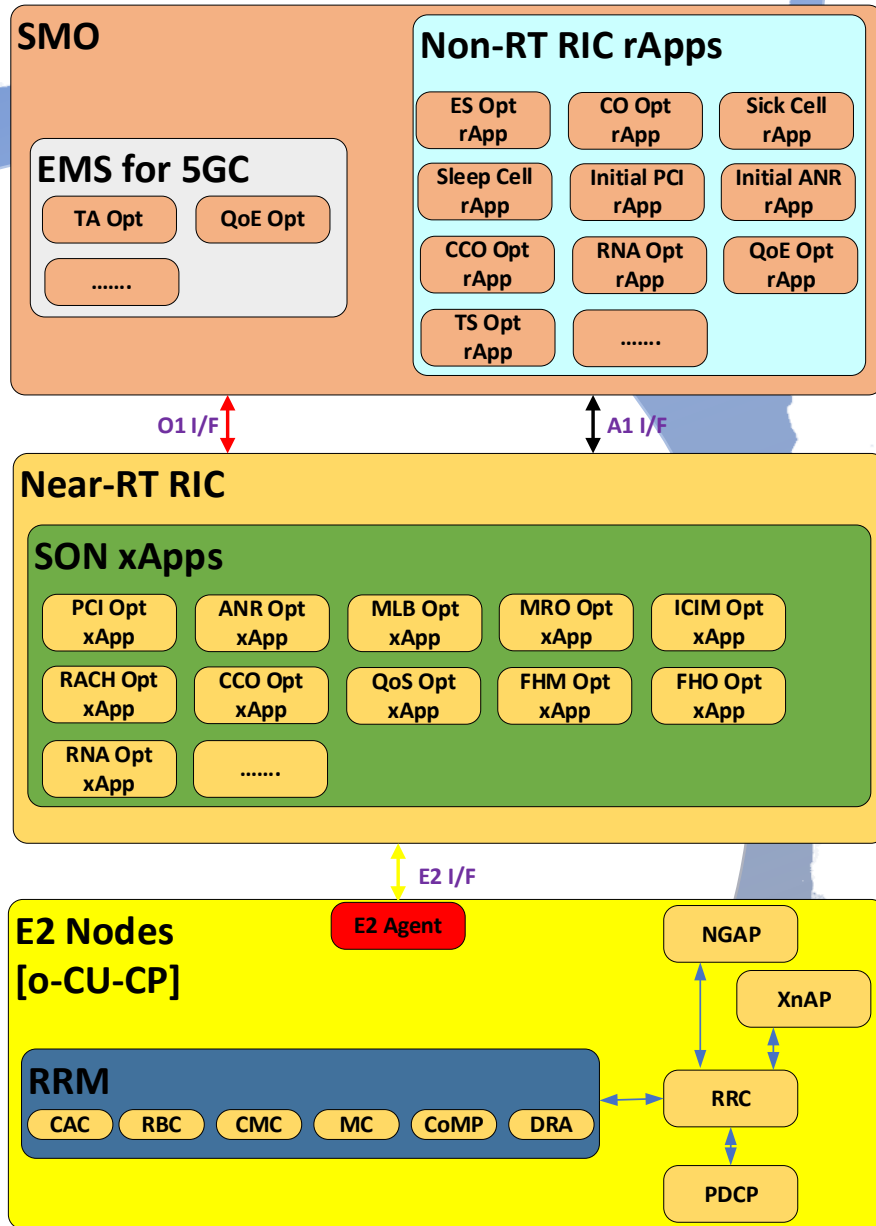 SMO
Non-RT RIC rApps
ES Opt
rApp
CO Opt
rApp
Sick Cell
rApp
EMS for 5GC
TA Opt
QoE Opt
.......
Sleep Cell
rApp
Initial PCI
rApp
Initial ANR
rApp
CCO Opt
rApp
RNA Opt
rApp
QoE Opt
rApp
TS Opt
rApp
.......
O1 I/F
A1 I/F
Near-RT RIC
SON xApps
PCI Opt
xApp
ANR Opt
xApp
MLB Opt
xApp
MRO Opt
xApp
ICIM Opt
xApp
RACH Opt
xApp
CCO Opt
xApp
QoS Opt
xApp
FHM Opt
xApp
FHO Opt
xApp
RNA Opt
xApp
.......
E2 I/F
E2 Nodes
[o-CU-CP]
E2 Agent
NGAP
XnAP
RRM
CAC
RBC
CMC
MC
CoMP
DRA
RRC
PDCP